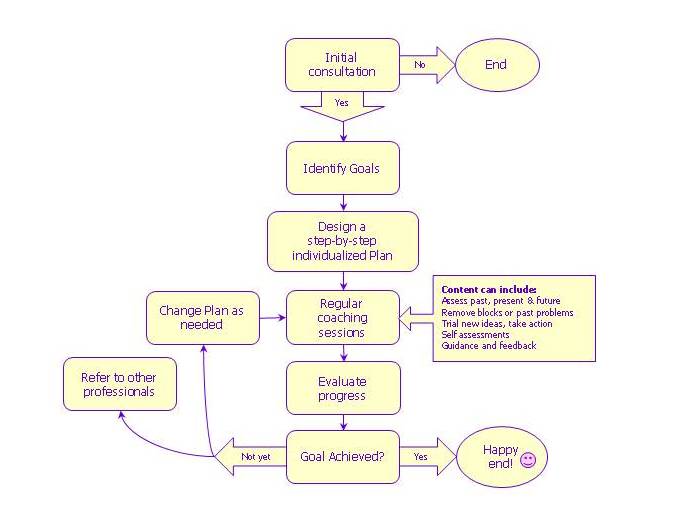 Initial
consultation
No
End
Yes
Identify Goals
Design a
step-by-step
individualized Plan
Change Plan as
needed
Regular
coaching
sessions
Content can include:
Assess past, present & future
Remove blocks or past problems
Trial new ideas, take action
Self assessments
Guidance and feedback
Refer to other
professionals
Evaluate
progress
Not yet
Goal Achieved?
Yes
Happy
end!